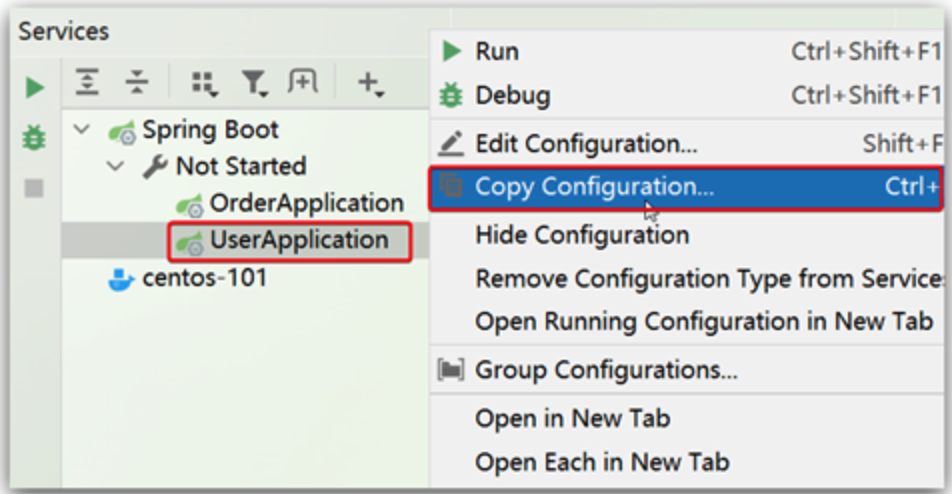 Services
Spring Boot
Not Started
OrderApplication
UserApplication
centos-101
Run Ctrl+Shift+F1
Debug Ctrl+Shift+F1
Edit Configuration... Shift+F
Copy Configuration... Ctrl+
Hide Configuration
Remove Configuration Type from Service
Open Running Configuration in New Tab
Group Configurations...
Open in New Tab
Open Each in New Tab